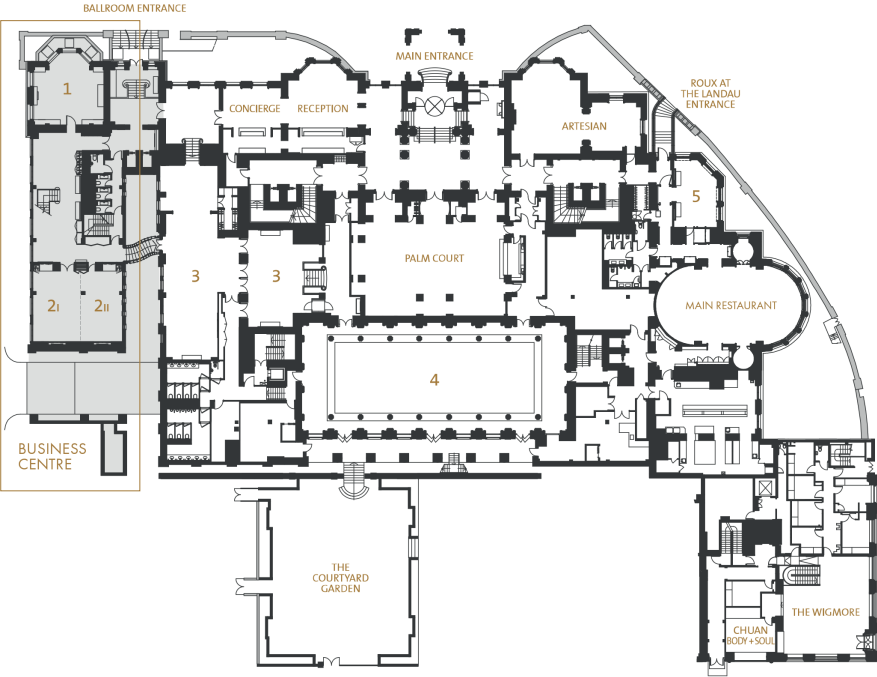 BALLROOM ENTRANCE
MAIN ENTRANCE
ROUX AT
THE LANDAU
ENTRANCE
1
CONCIERGE
RECEPTION
ARTESIAN
5
3
3
PALM COURT
2I
2II
MAIN RESTAURANT
4
BUSINESS
CENTRE
THE
COURTYARD
GARDEN
THE WIGMORE
CHUAN
BODY + SOUL